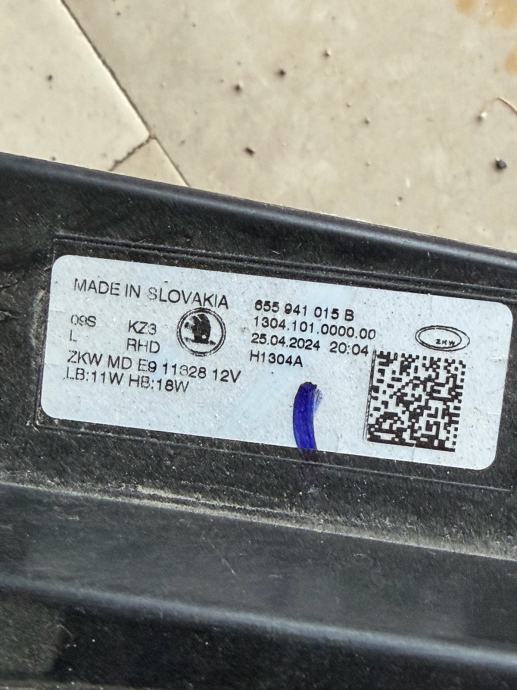 MADE IN SLOVAKIA
09S KZ3
L RHD
ZKW MD E9 11328 12V
LB:11W HB:18W
655 941 015 B
1304.101.0000.00
25.04.2024 20:04
H1304A
ZKW